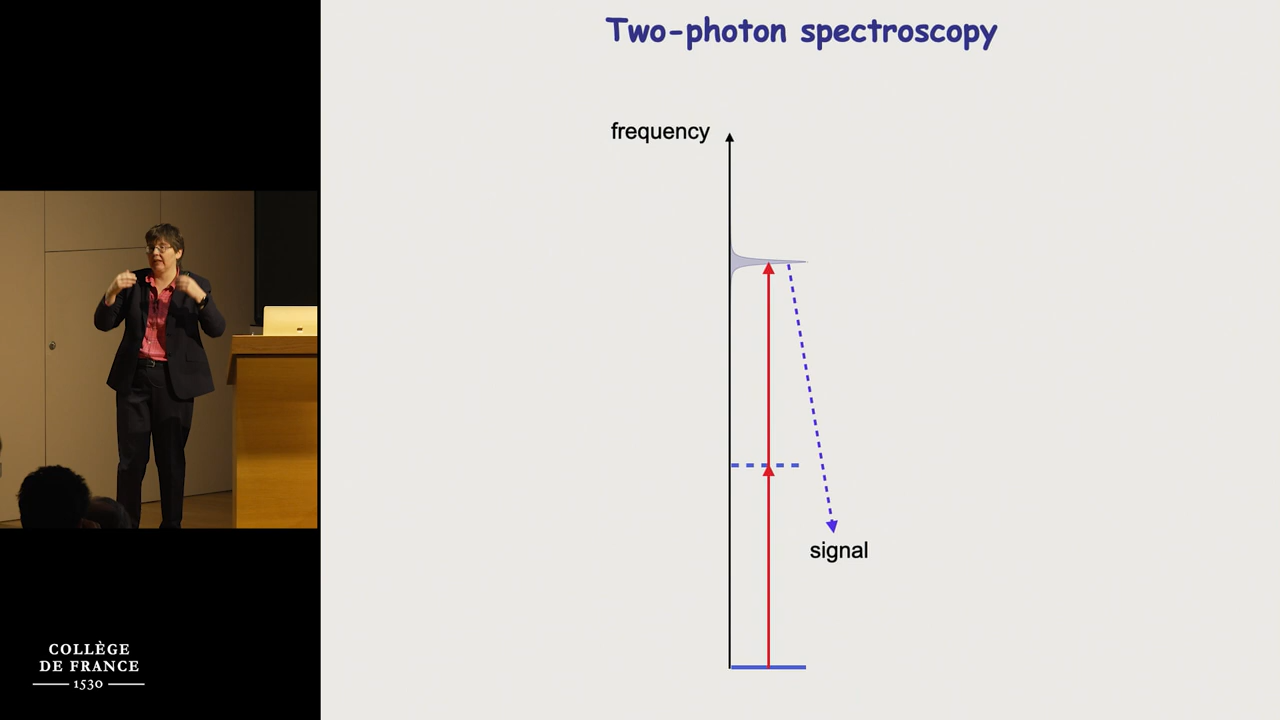 Two-photon spectroscopy
frequency
signal
COLLÈGE
DE FRANCE
1530